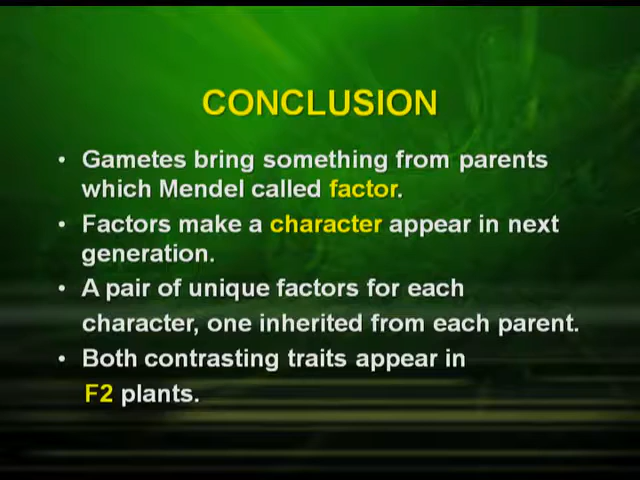 CONCLUSION
• Gametes bring something from parents
which Mendel called factor.
• Factors make a character appear in next
generation.
• A pair of unique factors for each
character, one inherited from each parent.
• Both contrasting traits appear in
F2 plants.